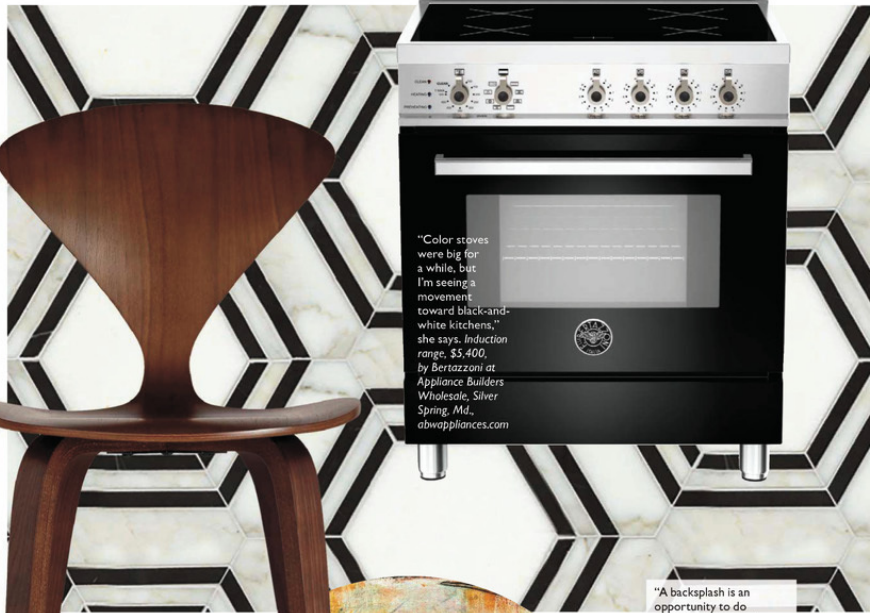 "Color stoves
were big for
a while, but
I'm seeing a
movement
toward black-and-
white kitchens,"
she says. Induction
range, $5,400,
by Bertazzoni at
Appliance Builders
Wholesale, Silver
Spring, Md.,
abwappliances.com
"A backsplash is an
opportunity to do